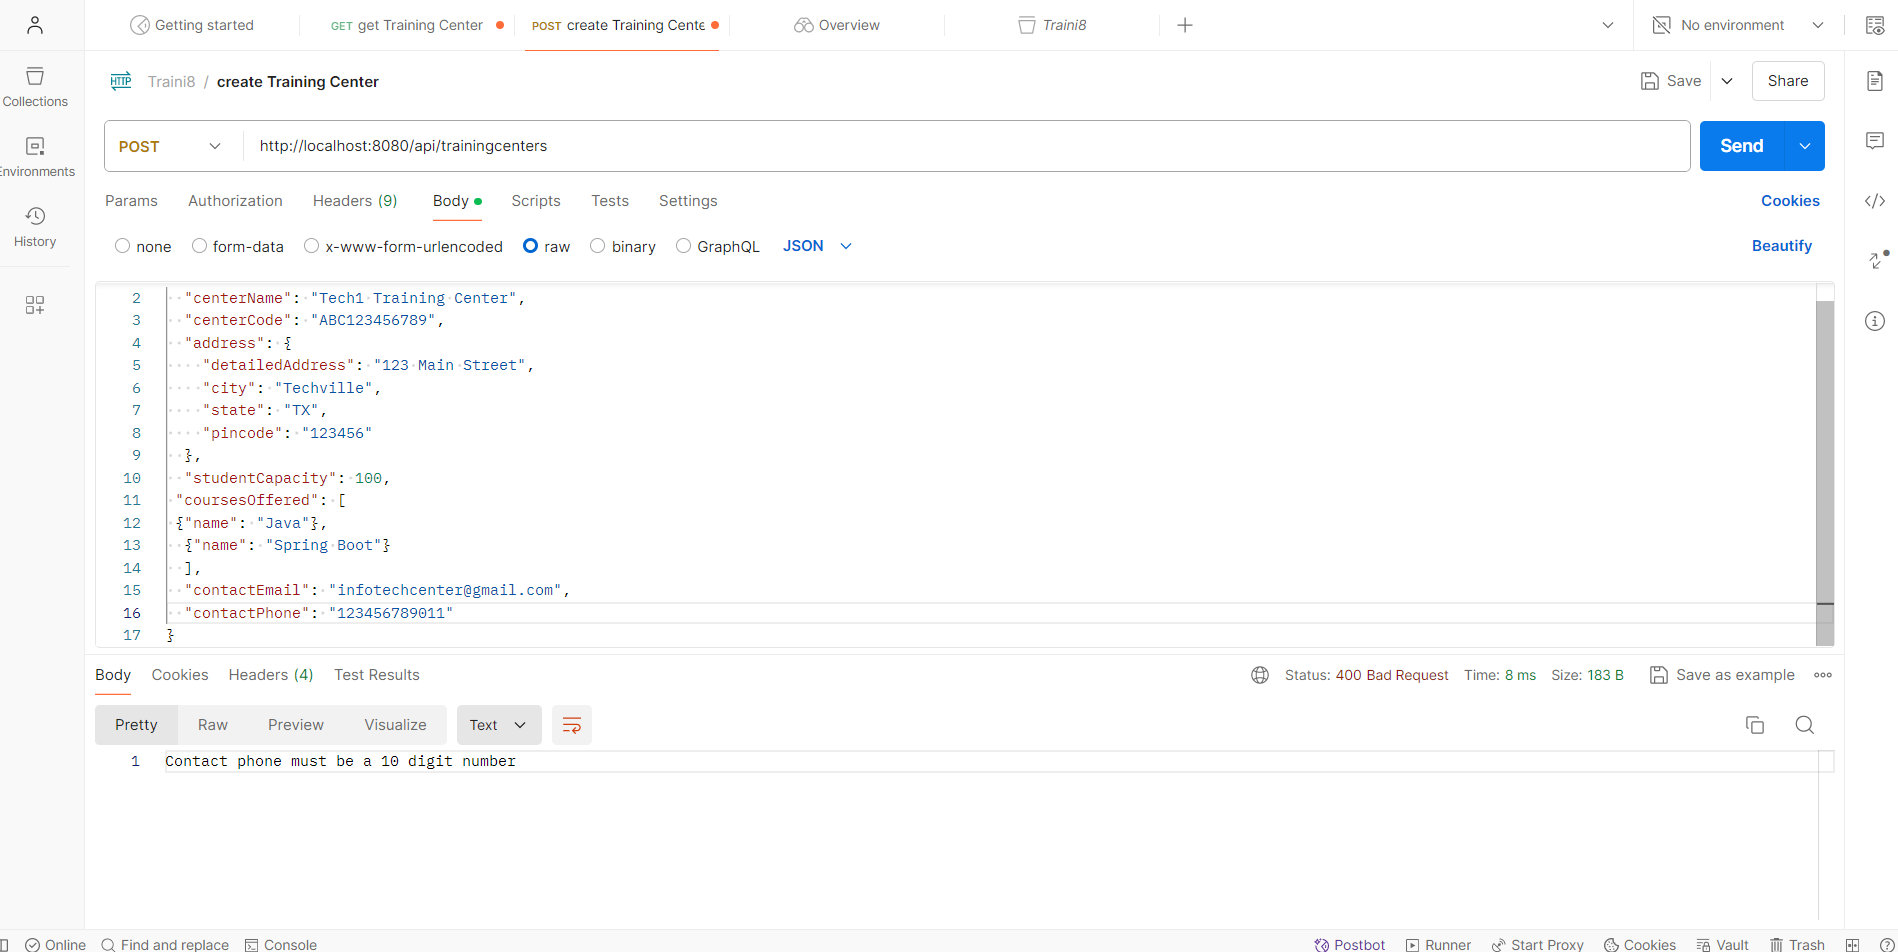 Getting started
GET get Training Center
POST create Training Cente
Overview
Traini8
No environment
Collections
Environments
History
HTTP Traini8 / create Training Center
Save
Share
POST
http://localhost:8080/api/trainingcenters
Send
Params Authorization Headers (9) Body Scripts Tests Settings
Cookies
none form-data x-www-form-urlencoded raw binary GraphQL JSON
Beautify
2 "centerName": "Tech1 Training Center",
3 "centerCode": "ABC123456789",
4 "address": {
5 "detailedAddress": "123 Main Street",
6 "city": "Techville",
7 "state": "TX",
8 "pincode": "123456"
9 },
10 "studentCapacity": 100,
11 "coursesOffered": [
12 {"name": "Java"},
13 {"name": "Spring Boot"}
14 ],
15 "contactEmail": "infotechcenter@gmail.com",
16 "contactPhone": "123456789011"
17 }
Body Cookies Headers (4) Test Results
Status: 400 Bad Request Time: 8 ms Size: 183 B Save as example
Pretty Raw Preview Visualize Text
1 Contact phone must be a 10 digit number
Online Find and replace Console
Postbot Runner Start Proxy Cookies Vault Trash